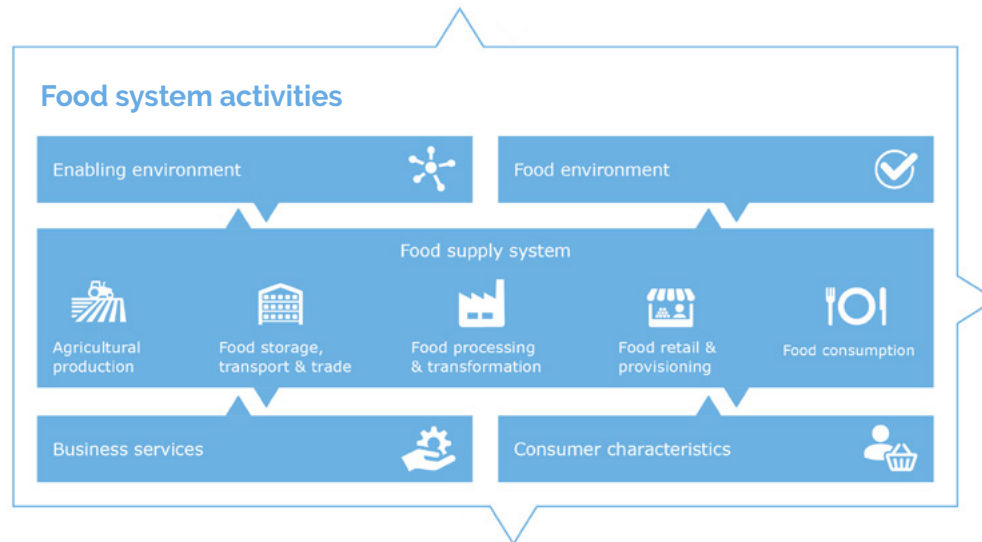 Food system activities
Enabling environment
Food environment
Food supply system
Agricultural
production
Food storage,
transport & trade
Food processing
& transformation
Food retail &
provisioning
Food consumption
Business services
Consumer characteristics